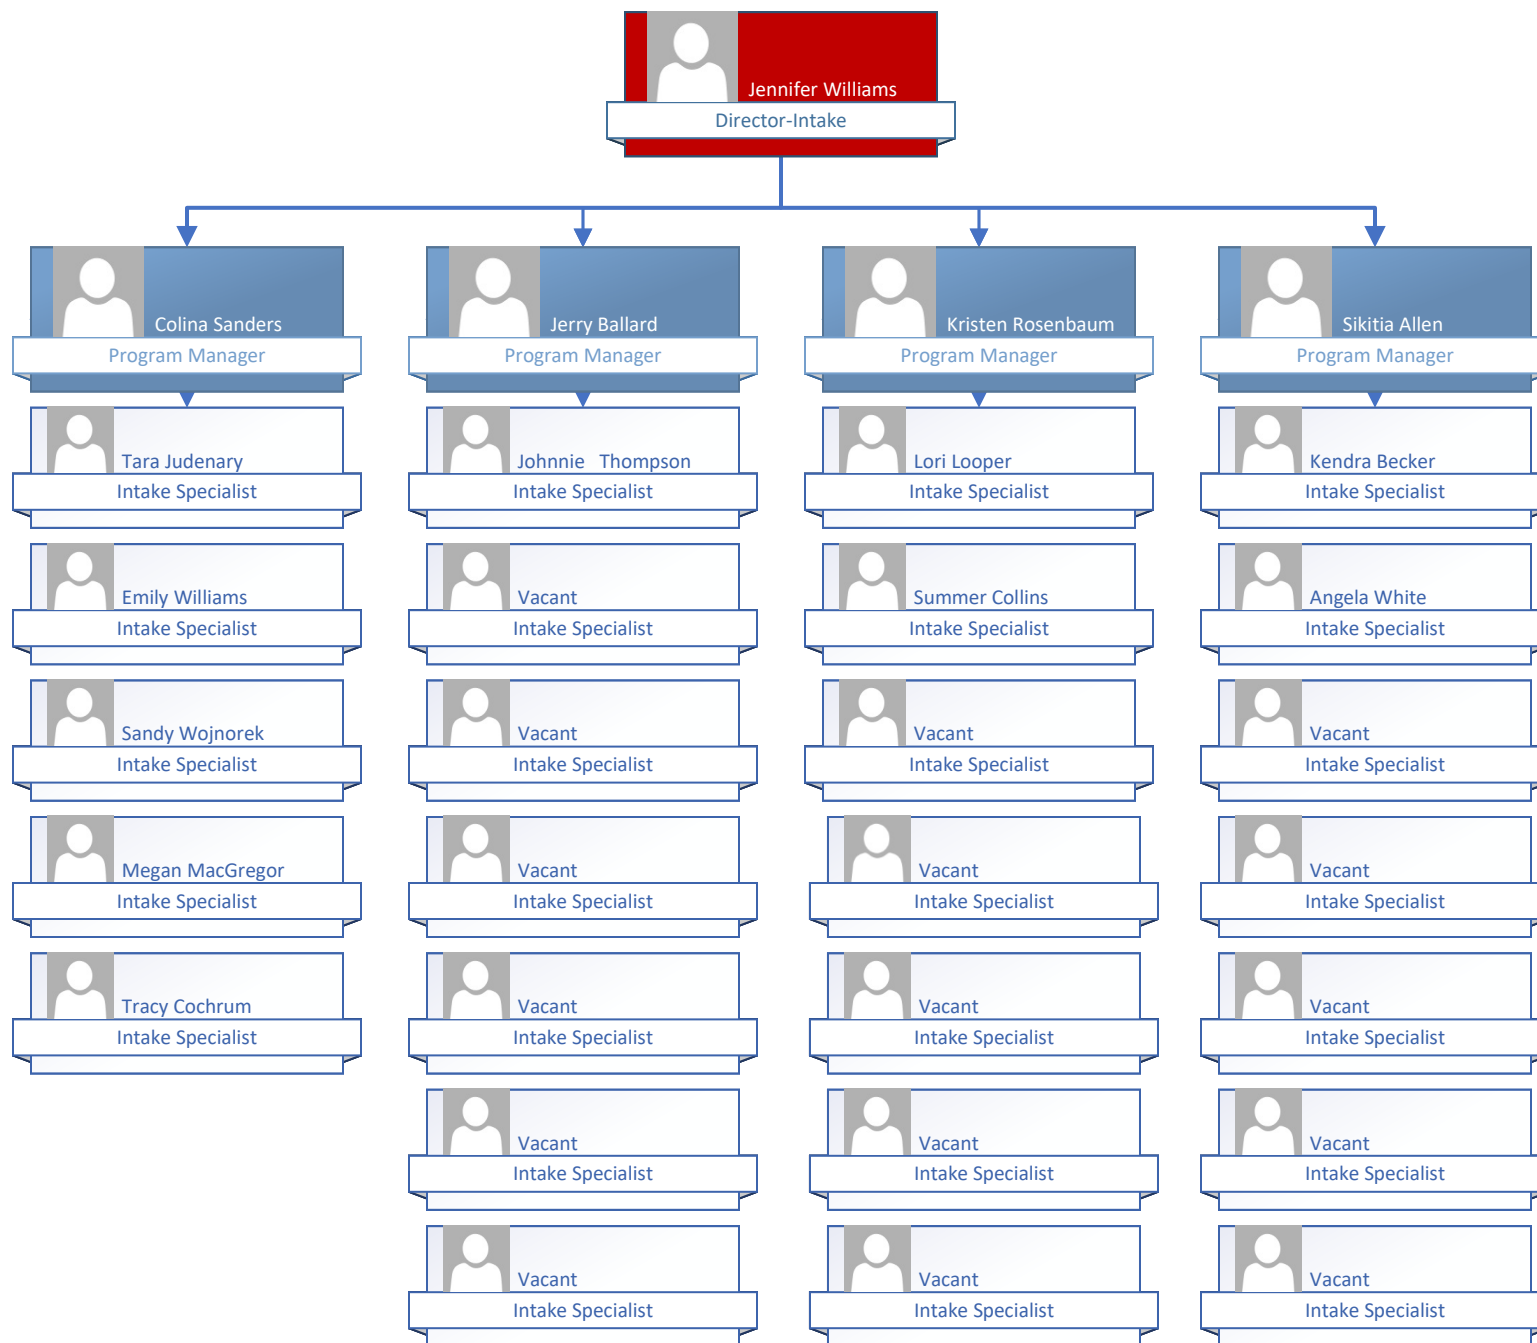 Jennifer Williams
Director-Intake
Colina Sanders
Program Manager
Jerry Ballard
Program Manager
Kristen Rosenbaum
Program Manager
Sikitia Allen
Program Manager
Tara Judenary
Intake Specialist
Johnnie   Thompson
Intake Specialist
Lori Looper
Intake Specialist
Kendra Becker
Intake Specialist
Emily Williams
Intake Specialist
Vacant
Intake Specialist
Summer Collins
Intake Specialist
Angela White
Intake Specialist
Sandy Wojnorek
Intake Specialist
Vacant
Intake Specialist
Vacant
Intake Specialist
Vacant
Intake Specialist
Megan MacGregor
Intake Specialist
Vacant
Intake Specialist
Vacant
Intake Specialist
Vacant
Intake Specialist
Tracy Cochrum
Intake Specialist
Vacant
Intake Specialist
Vacant
Intake Specialist
Vacant
Intake Specialist
Vacant
Intake Specialist
Vacant
Intake Specialist
Vacant
Intake Specialist
Vacant
Intake Specialist
Vacant
Intake Specialist
Vacant
Intake Specialist